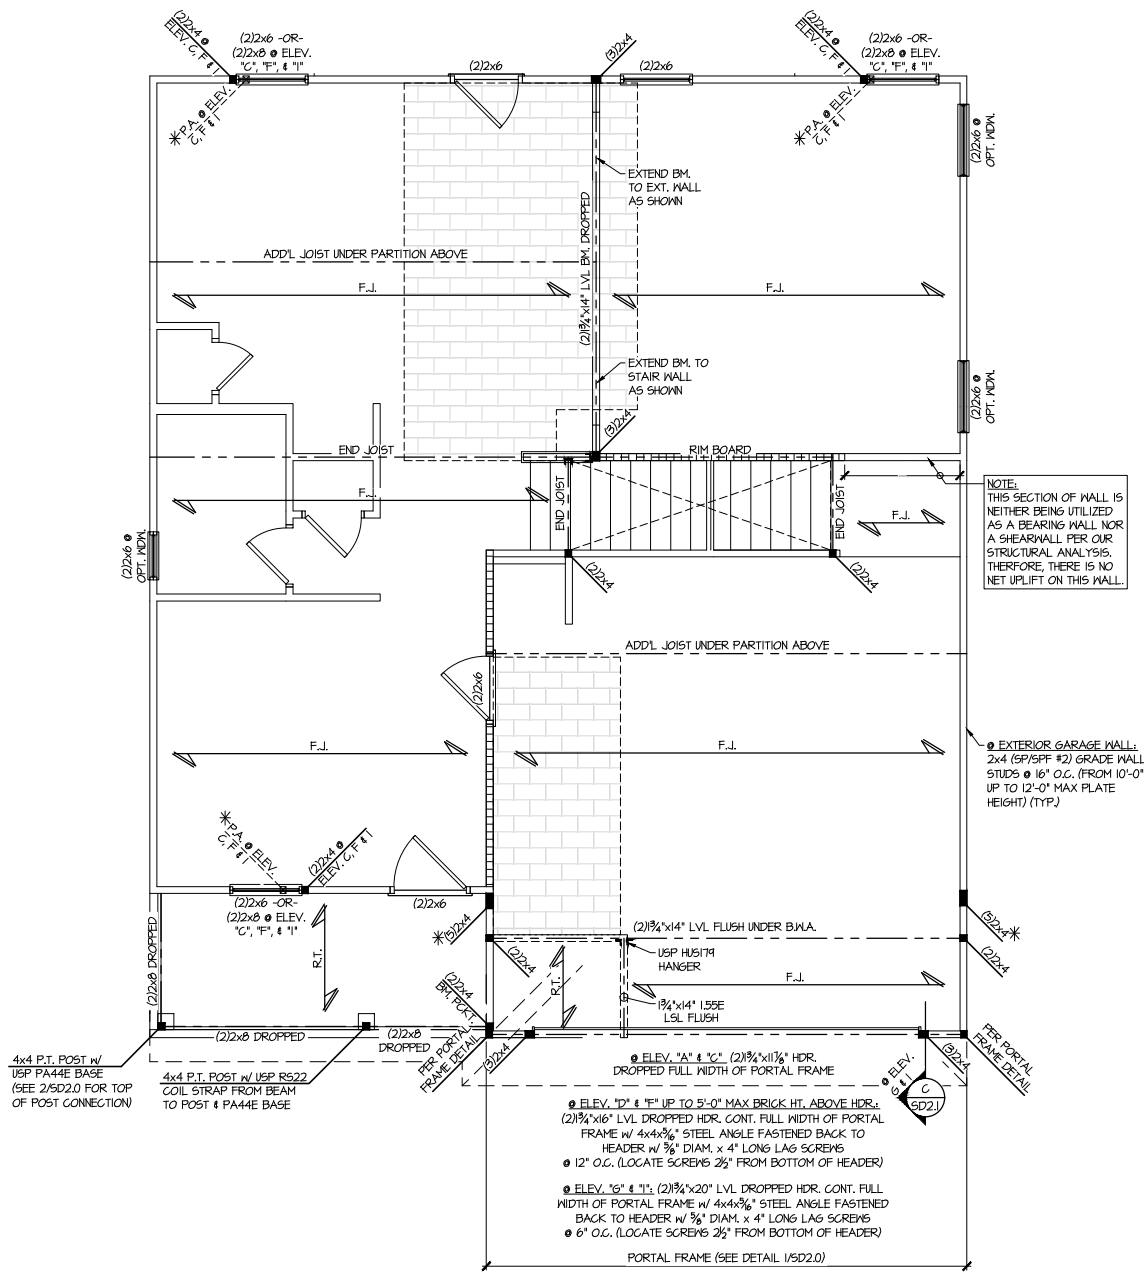 (2)2x4 @
ELEV. C, F & I
(2)2x6 -OR-
(2)2x8 @ ELEV.
"C", "F", & "I"
(2)2x6
(3)2x4
(2)2x6
(2)2x4 @
ELEV. C, F & I
(2)2x6 -OR-
(2)2x8 @ ELEV.
"C", "F", & "I"
*P.A. @ ELEV.
C, F & I
*P.A. @ ELEV.
C, F & I
(2)2x6 @
OPT. WDW.
EXTEND BM.
TO EXT. WALL
AS SHOWN
(2)1¾"x14" LVL BM. DROPPED
ADD'L JOIST UNDER PARTITION ABOVE
F.J.
F.J.
EXTEND BM. TO
STAIR WALL
AS SHOWN
(2)2x6 @
OPT. WDW.
(3)2x4
END JOIST
RIM BOARD
F.J.
END JOIST
END JOIST
F.J.
NOTE:
THIS SECTION OF WALL IS
NEITHER BEING UTILIZED
AS A BEARING WALL NOR
A SHEARWALL PER OUR
STRUCTURAL ANALYSIS.
THERFORE, THERE IS NO
NET UPLIFT ON THIS WALL.
(2)2x6 @
OPT. WDW.
(2)2x4
(2)2x4
ADD'L JOIST UNDER PARTITION ABOVE
(2)2x6
F.J.
F.J.
@ EXTERIOR GARAGE WALL:
2x4 (SP/SPF #2) GRADE WALL
STUDS @ 16" O.C. (FROM 10'-0"
UP TO 12'-0" MAX PLATE
HEIGHT) (TYP.)
*P.A. @ ELEV.
C, F & I
(2)2x4 @
ELEV. C, F & I
(2)2x6 -OR-
(2)2x8 @ ELEV.
"C", "F", & "I"
(2)2x6
*(5)2x4
(2)1¾"x14" LVL FLUSH UNDER B.W.A.
(5)2x4*
(2)2x8 DROPPED
R.T.
(2)2x4
USP HUS179
HANGER
(2)2x4
R.T.
F.J.
(2)2x4
BM. PCKT.
1¾"x14" 1.55E
LSL FLUSH
(2)2x8 DROPPED
(2)2x8
DROPPED
PER PORTAL
FRAME DETAIL
(3)2x4
(3)2x4
PER PORTAL
FRAME DETAIL
4x4 P.T. POST W/
USP PA44E BASE
(SEE 2/SD2.0 FOR TOP
OF POST CONNECTION)
4x4 P.T. POST W/ USP RS22
COIL STRAP FROM BEAM
TO POST & PA44E BASE
@ ELEV. "A" & "C" (2)1¾"x11⅞" HDR.
DROPPED FULL WIDTH OF PORTAL FRAME
@ ELEV.
G & I
C
SD2.1
@ ELEV. "D" & "F" UP TO 5'-0" MAX BRICK HT. ABOVE HDR.:
(2)1¾"x16" LVL DROPPED HDR. CONT. FULL WIDTH OF PORTAL
FRAME W/ 4x4x5⁄16" STEEL ANGLE FASTENED BACK TO
HEADER W/ ⅝" DIAM. x 4" LONG LAG SCREWS
@ 12" O.C. (LOCATE SCREWS 2½" FROM BOTTOM OF HEADER)
@ ELEV. "G" & "I": (2)1¾"x20" LVL DROPPED HDR. CONT. FULL
WIDTH OF PORTAL FRAME W/ 4x4x5⁄16" STEEL ANGLE FASTENED
BACK TO HEADER W/ ⅝" DIAM. x 4" LONG LAG SCREWS
@ 6" O.C. (LOCATE SCREWS 2½" FROM BOTTOM OF HEADER)
PORTAL FRAME (SEE DETAIL 1/SD2.0)